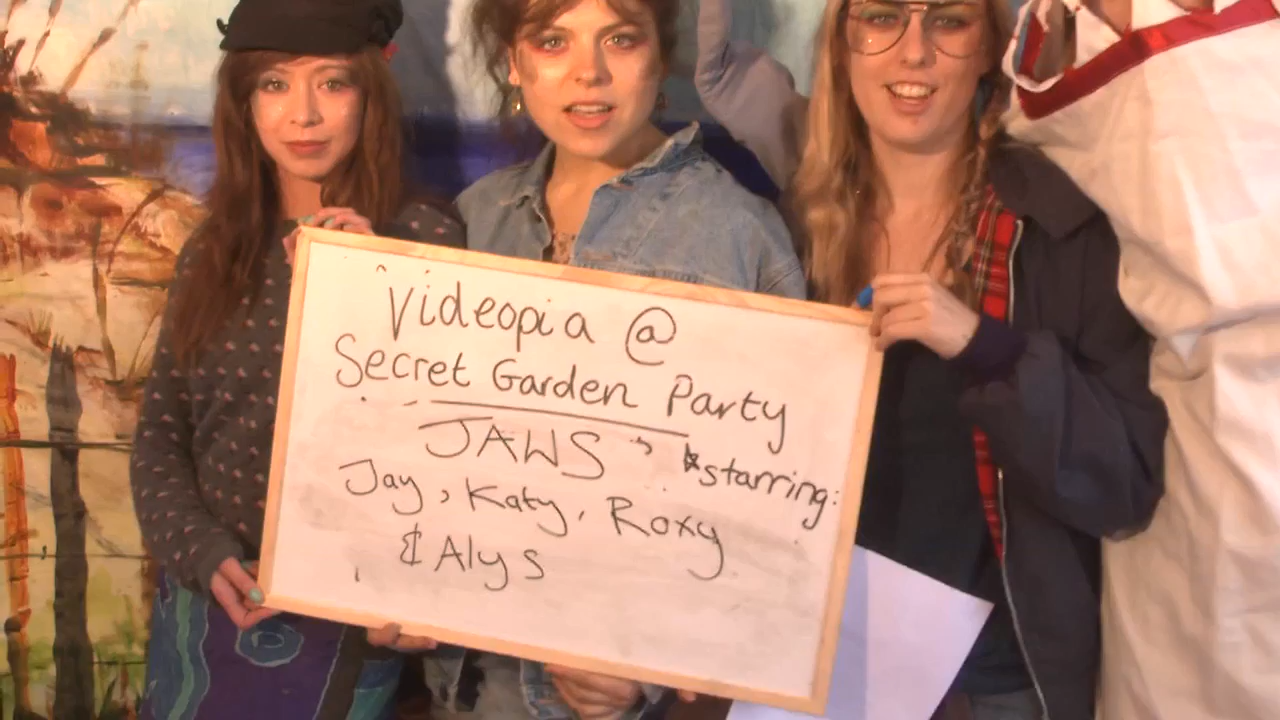 Videopia @
Secret Garden Party
JAWS, *starring:
Jay, Katy, Roxy
& Alys